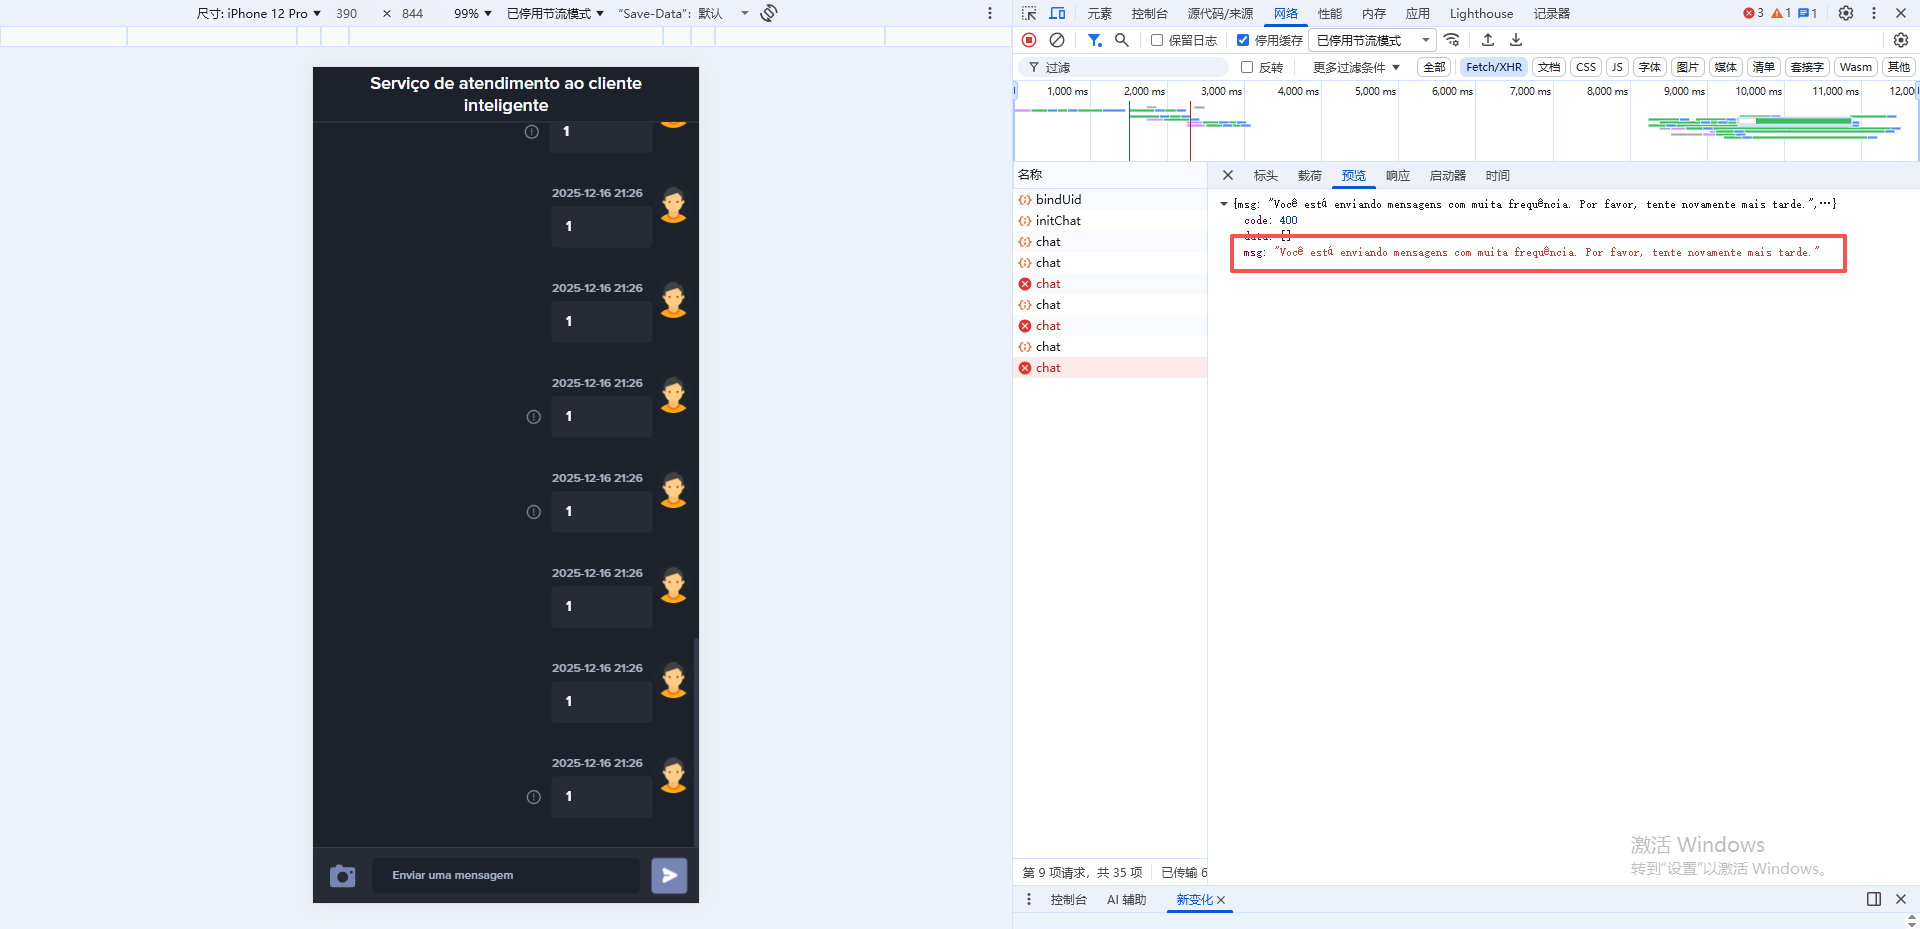 尺寸: iPhone 12 Pro ▼ 390 × 844 99% ▼ 已停用节流模式 ▼ "Save-Data": 默认
Serviço de atendimento ao cliente
inteligente
1
2025-12-16 21:26
1
2025-12-16 21:26
1
2025-12-16 21:26
1
2025-12-16 21:26
1
2025-12-16 21:26
1
2025-12-16 21:26
1
2025-12-16 21:26
1
Enviar uma mensagem
元素 控制台 源代码/来源 网络 性能 内存 应用 Lighthouse 记录器 3 1 1
保留日志 停用缓存 已停用节流模式
过滤 反转 更多过滤条件 ▼ 全部 Fetch/XHR 文档 CSS JS 字体 图片 媒体 清单 套接字 Wasm 其他
1,000 ms 2,000 ms 3,000 ms 4,000 ms 5,000 ms 6,000 ms 7,000 ms 8,000 ms 9,000 ms 10,000 ms 11,000 ms 12,00
名称
bindUid
initChat
chat
chat
chat
chat
chat
chat
chat
第 9 项请求，共 35 项 已传输 6
标头 载荷 预览 响应 启动器 时间
{msg: "Você está enviando mensagens com muita frequência. Por favor, tente novamente mais tarde.",…}
code: 400
data: []
msg: "Você está enviando mensagens com muita frequência. Por favor, tente novamente mais tarde."
激活 Windows
转到"设置"以激活 Windows。
控制台 AI 辅助 新变化